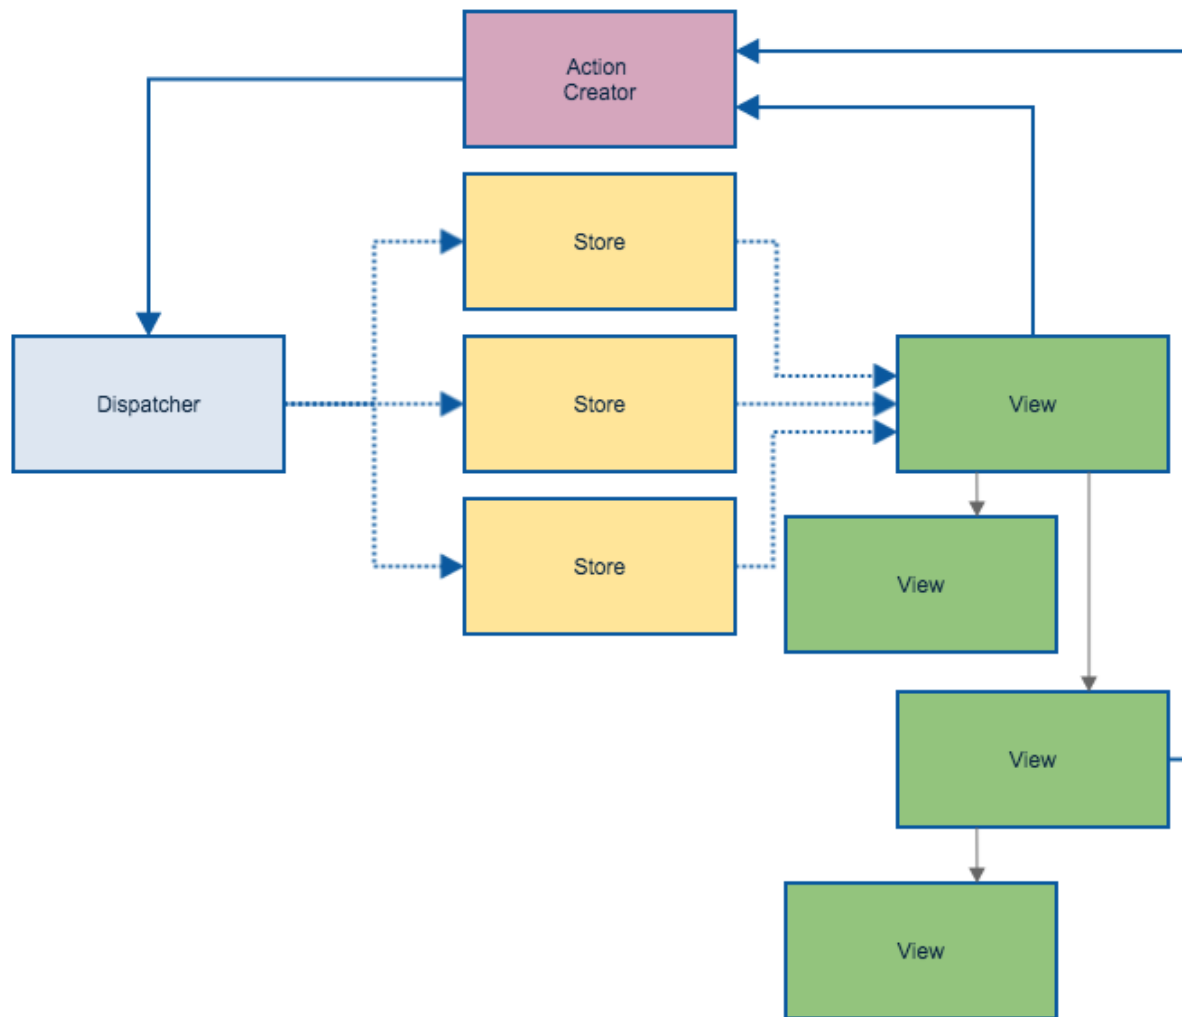 Action
Creator
Store
Dispatcher
Store
View
Store
View
View
View